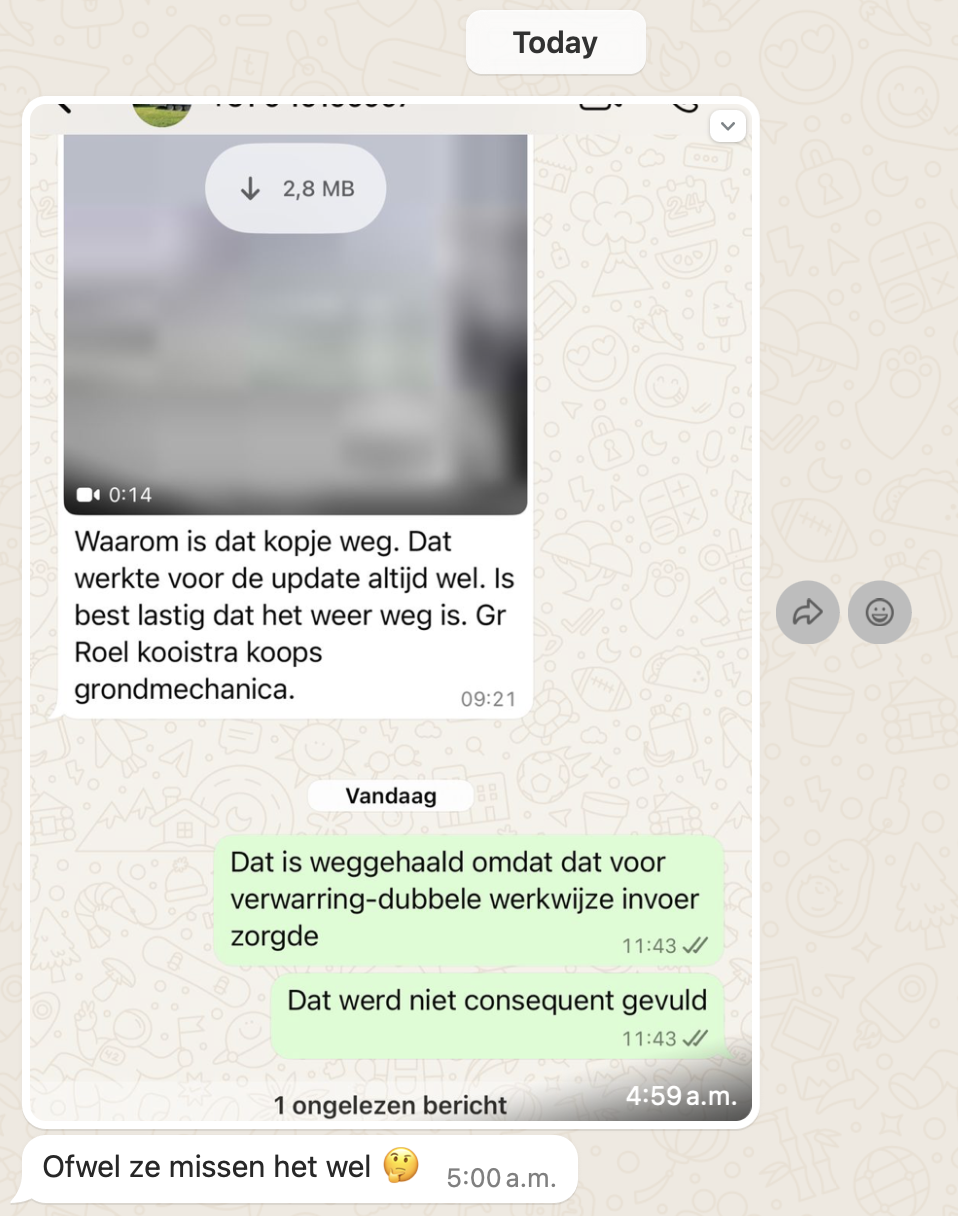 Today
2,8 MB
0:14
Waarom is dat kopje weg. Dat
werkte voor de update altijd wel. Is
best lastig dat het weer weg is. Gr
Roel kooistra koops
grondmechanica.
09:21
Vandaag
Dat is weggehaald omdat dat voor
verwarring-dubbele werkwijze invoer
zorgde
11:43
Dat werd niet consequent gevuld
11:43
1 ongelezen bericht
4:59 a.m.
Ofwel ze missen het wel 🤔
5:00 a.m.